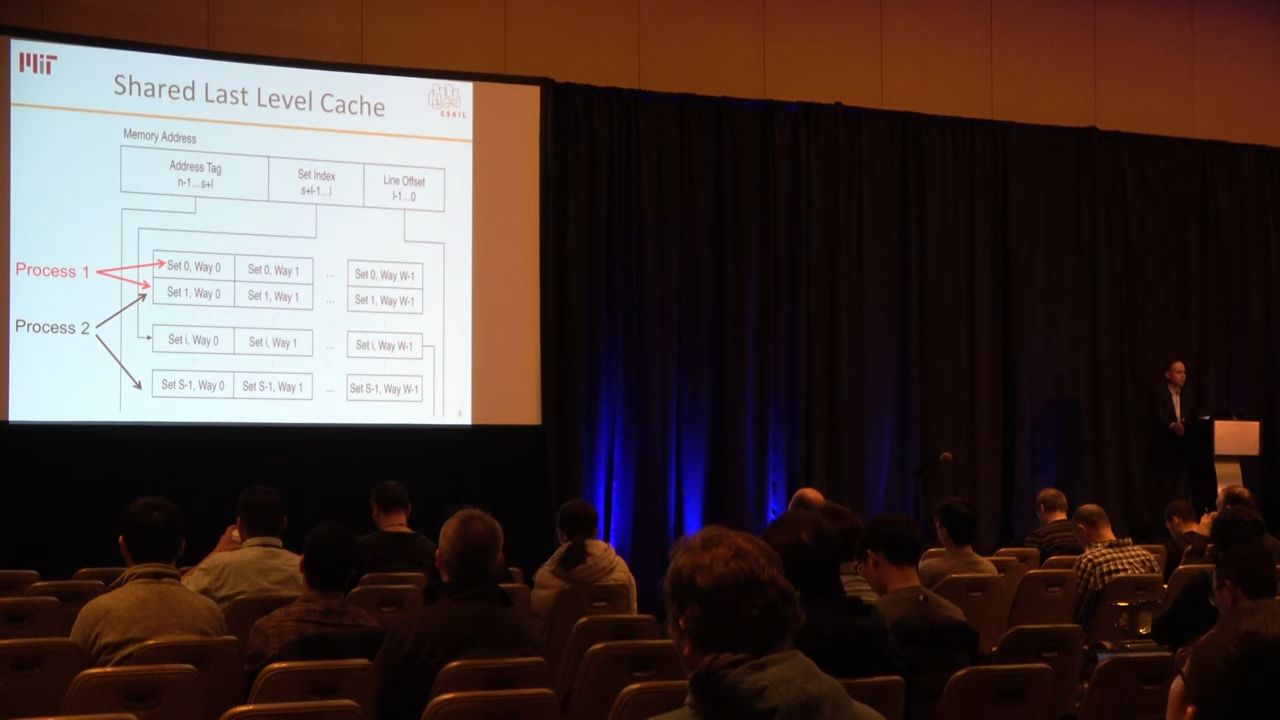 MIT
Shared Last Level Cache
CSAIL
Memory Address
Address Tag
n-1...s+l
Set Index
s+l-1...l
Line Offset
l-1...0
Process 1
Set 0, Way 0
Set 0, Way 1
...
Set 0, Way W-1
Set 1, Way 0
Set 1, Way 1
...
Set 1, Way W-1
Process 2
Set i, Way 0
Set i, Way 1
...
Set i, Way W-1
Set S-1, Way 0
Set S-1, Way 1
...
Set S-1, Way W-1
4